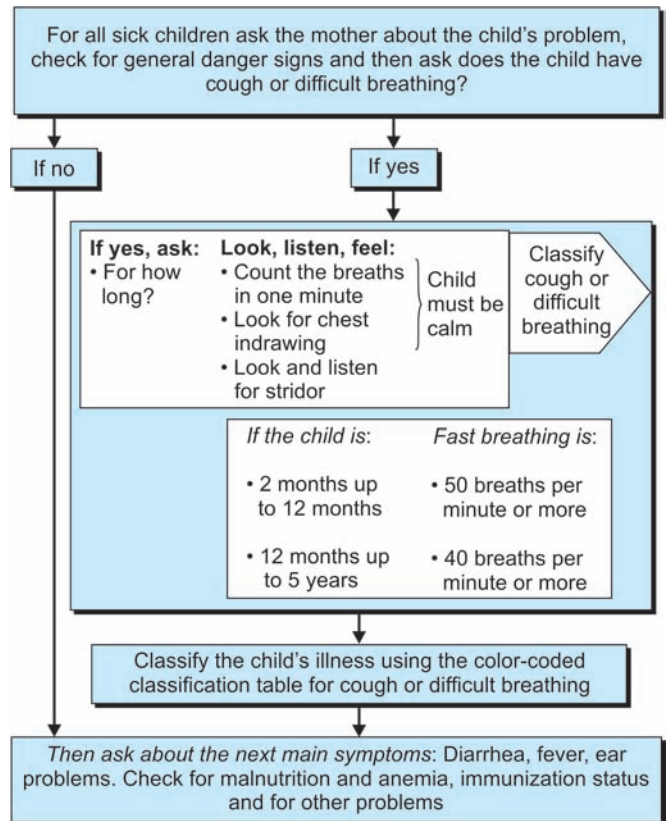 For all sick children ask the mother about the child's problem,
check for general danger signs and then ask does the child have
cough or difficult breathing?
If no
If yes
If yes, ask:
• For how
long?
Look, listen, feel:
• Count the breaths
in one minute
• Look for chest
indrawing
• Look and listen
for stridor
Child
must be
calm
Classify
cough or
difficult
breathing
If the child is:
Fast breathing is:
• 2 months up
to 12 months
• 50 breaths per
minute or more
• 12 months up
to 5 years
• 40 breaths per
minute or more
Classify the child's illness using the color-coded
classification table for cough or difficult breathing
Then ask about the next main symptoms: Diarrhea, fever, ear
problems. Check for malnutrition and anemia, immunization status
and for other problems